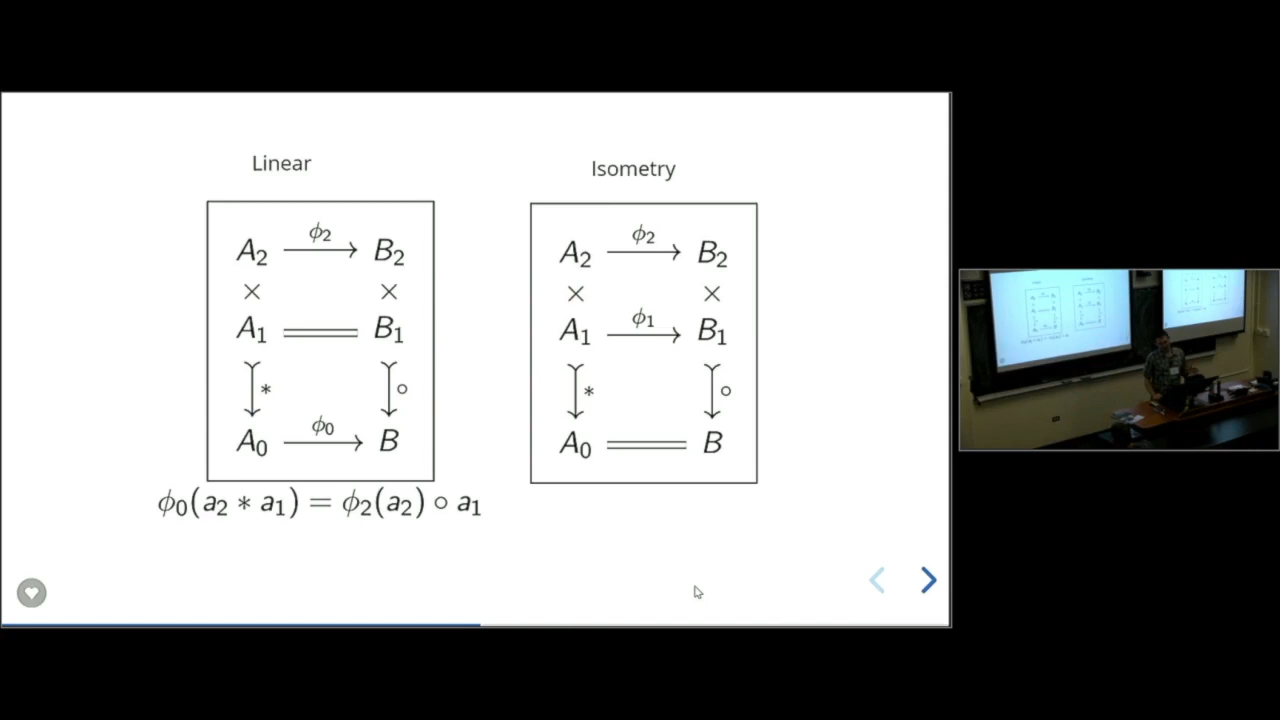 Linear
A₂ —ϕ₂→ B₂
× ×
A₁ ═ B₁
* ∘
A₀ —ϕ₀→ B
ϕ₀(a₂ * a₁) = ϕ₂(a₂) ∘ a₁
Isometry
A₂ —ϕ₂→ B₂
× ×
A₁ —ϕ₁→ B₁
* ∘
A₀ ═ B